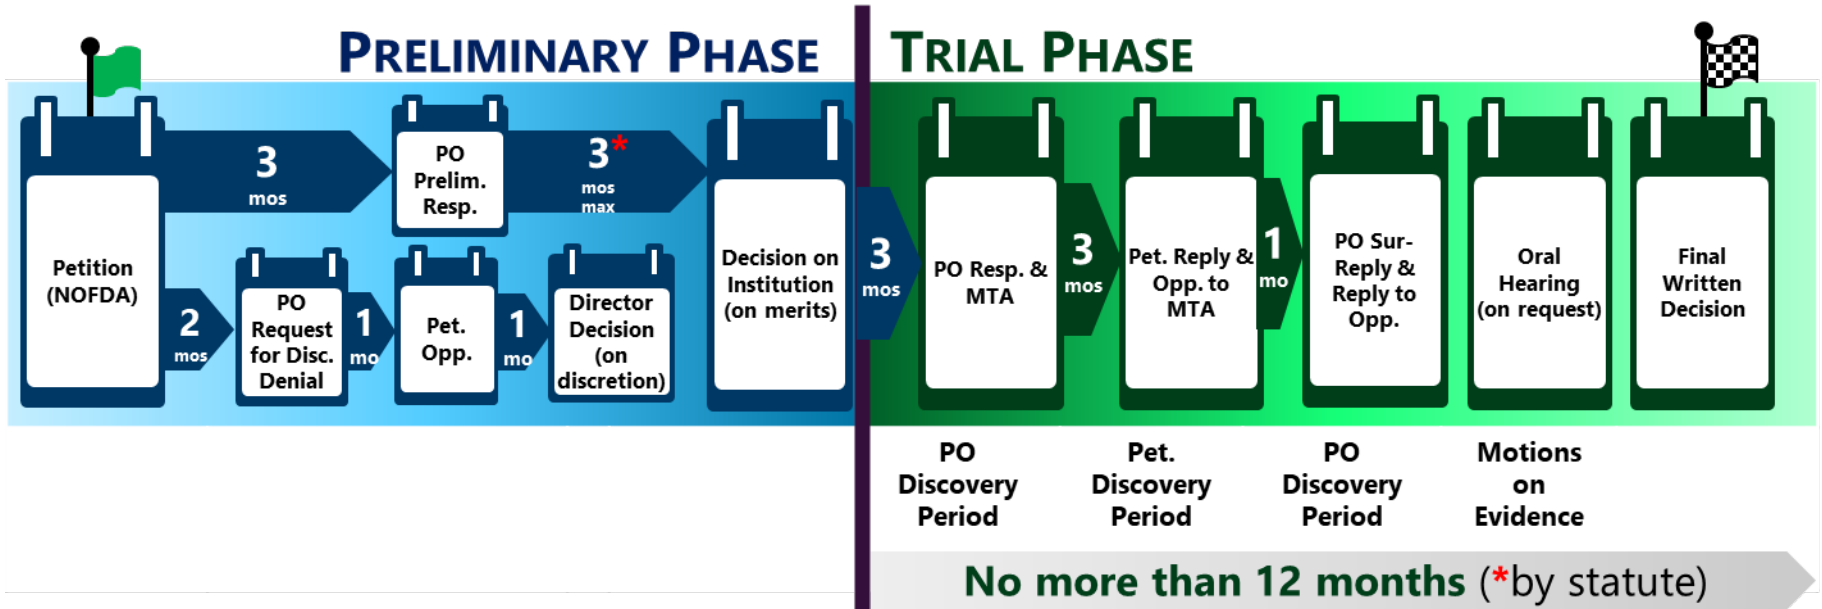 PRELIMINARY PHASE
TRIAL PHASE
Petition
(NOFDA)
3
mos
PO
Prelim.
Resp.
3*
mos
max
2
mos
PO
Request
for Disc.
Denial
1
mo
Pet.
Opp.
1
mo
Director
Decision
(on
discretion)
Decision on
Institution
(on merits)
3
mos
PO Resp. &
MTA
3
mos
Pet. Reply &
Opp. to
MTA
1
mo
PO Sur-
Reply &
Reply to
Opp.
Oral
Hearing
(on request)
Final
Written
Decision
PO
Discovery
Period
Pet.
Discovery
Period
PO
Discovery
Period
Motions
on
Evidence
No more than 12 months (*by statute)